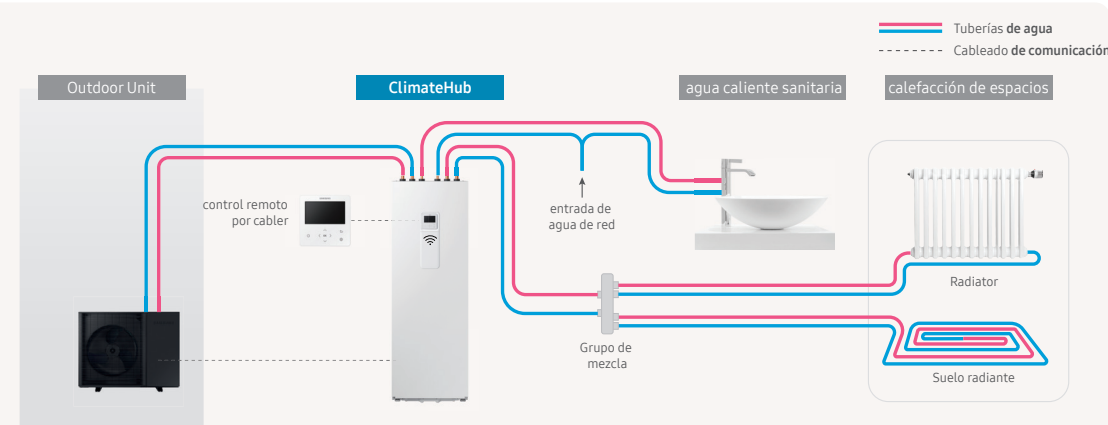 Tuberías de agua
Cableado de comunicación
Outdoor Unit
ClimateHub
agua caliente sanitaria
calefacción de espacios
control remoto
por cabler
entrada de
agua de red
Radiator
Grupo de
mezcla
Suelo radiante